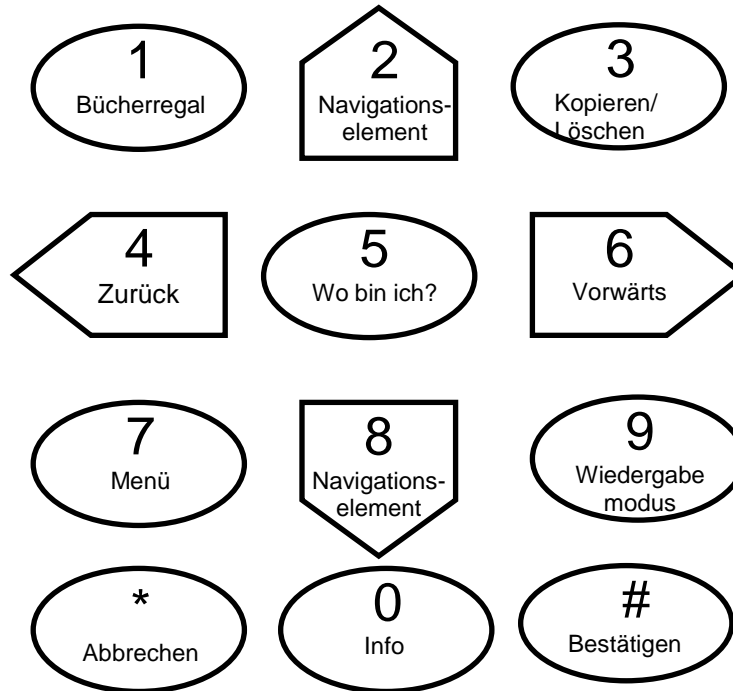 1
Bücherregal
2
Navigations-
element
3
Kopieren/
Löschen
4
Zurück
5
Wo bin ich?
6
Vorwärts
7
Menü
8
Navigations-
element
9
Wiedergabe
modus
*
Abbrechen
0
Info
#
Bestätigen